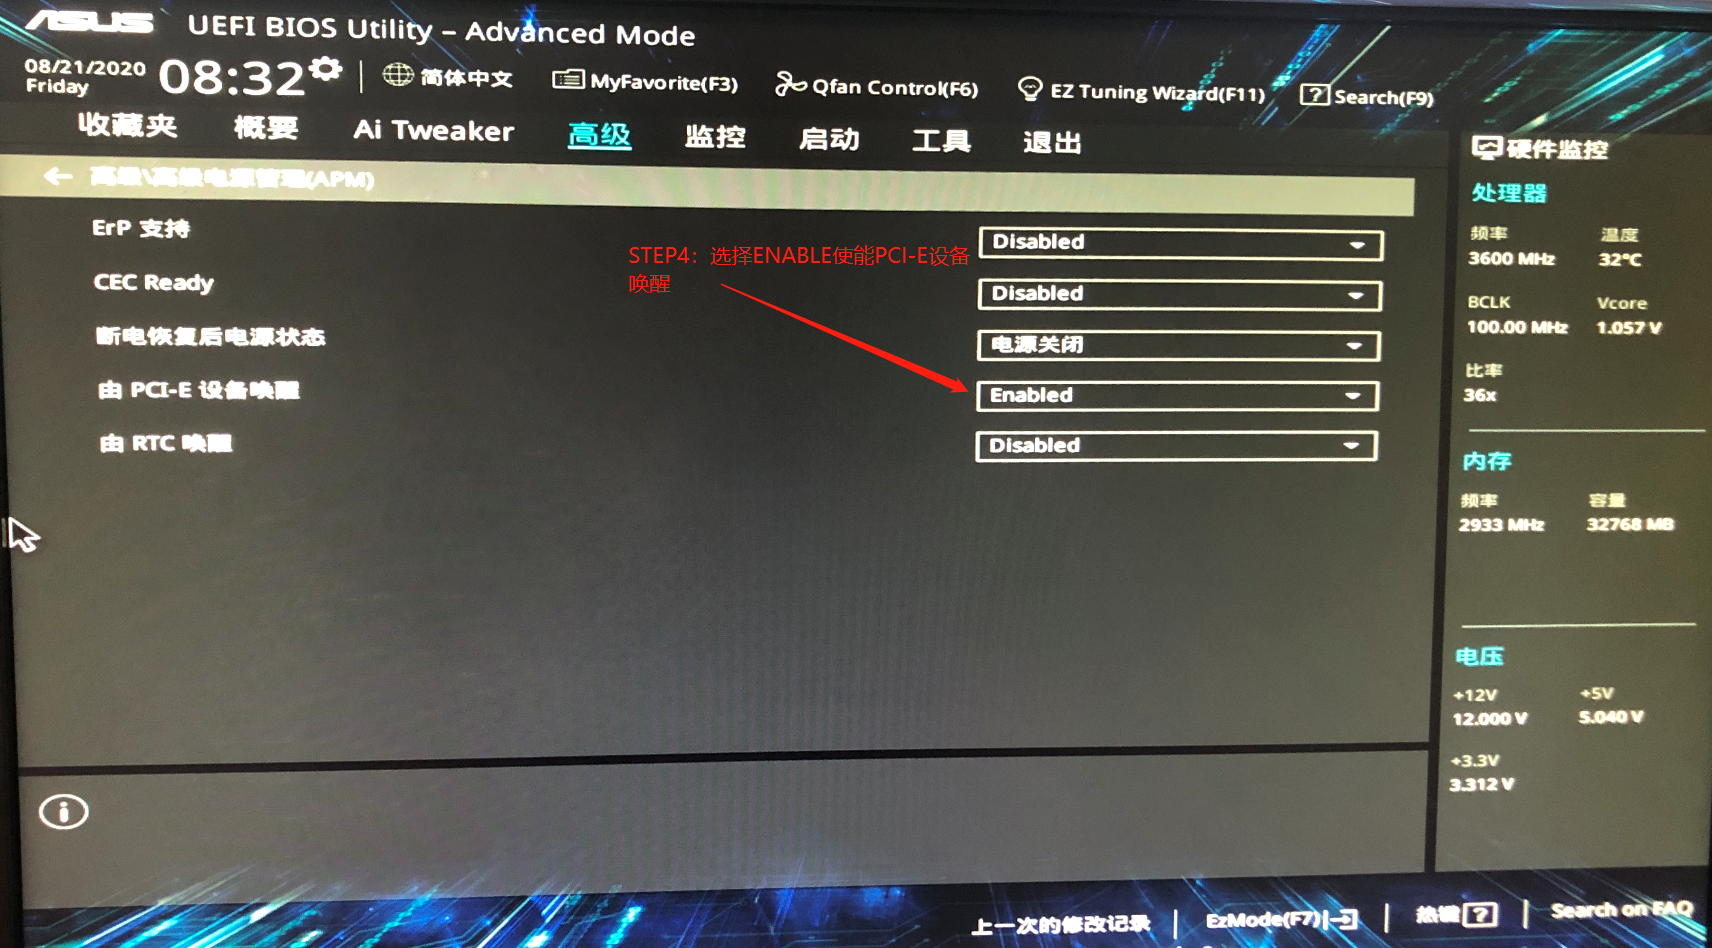 ASUS UEFI BIOS Utility – Advanced Mode
08/21/2020
Friday
08:32
简体中文
MyFavorite(F3)
Qfan Control(F6)
EZ Tuning Wizard(F11)
? Search(F9)
收藏夹 概要 Ai Tweaker 高级 监控 启动 工具 退出
← 高级\高级电源管理(APM)
ErP 支持 Disabled
CEC Ready Disabled
断电恢复后电源状态 电源关闭
由 PCI-E 设备唤醒 Enabled
由 RTC 唤醒 Disabled
STEP4：选择ENABLE使能PCI-E设备
唤醒
硬件监控
处理器
频率 温度
3600 MHz 32°C
BCLK Vcore
100.00 MHz 1.057 V
比率
36x
内存
频率 容量
2933 MHz 32768 MB
电压
+12V +5V
12.000 V 5.040 V
+3.3V
3.312 V
i
上一次的修改记录 | EzMode(F7) | 热键 ? | Search on FAQ